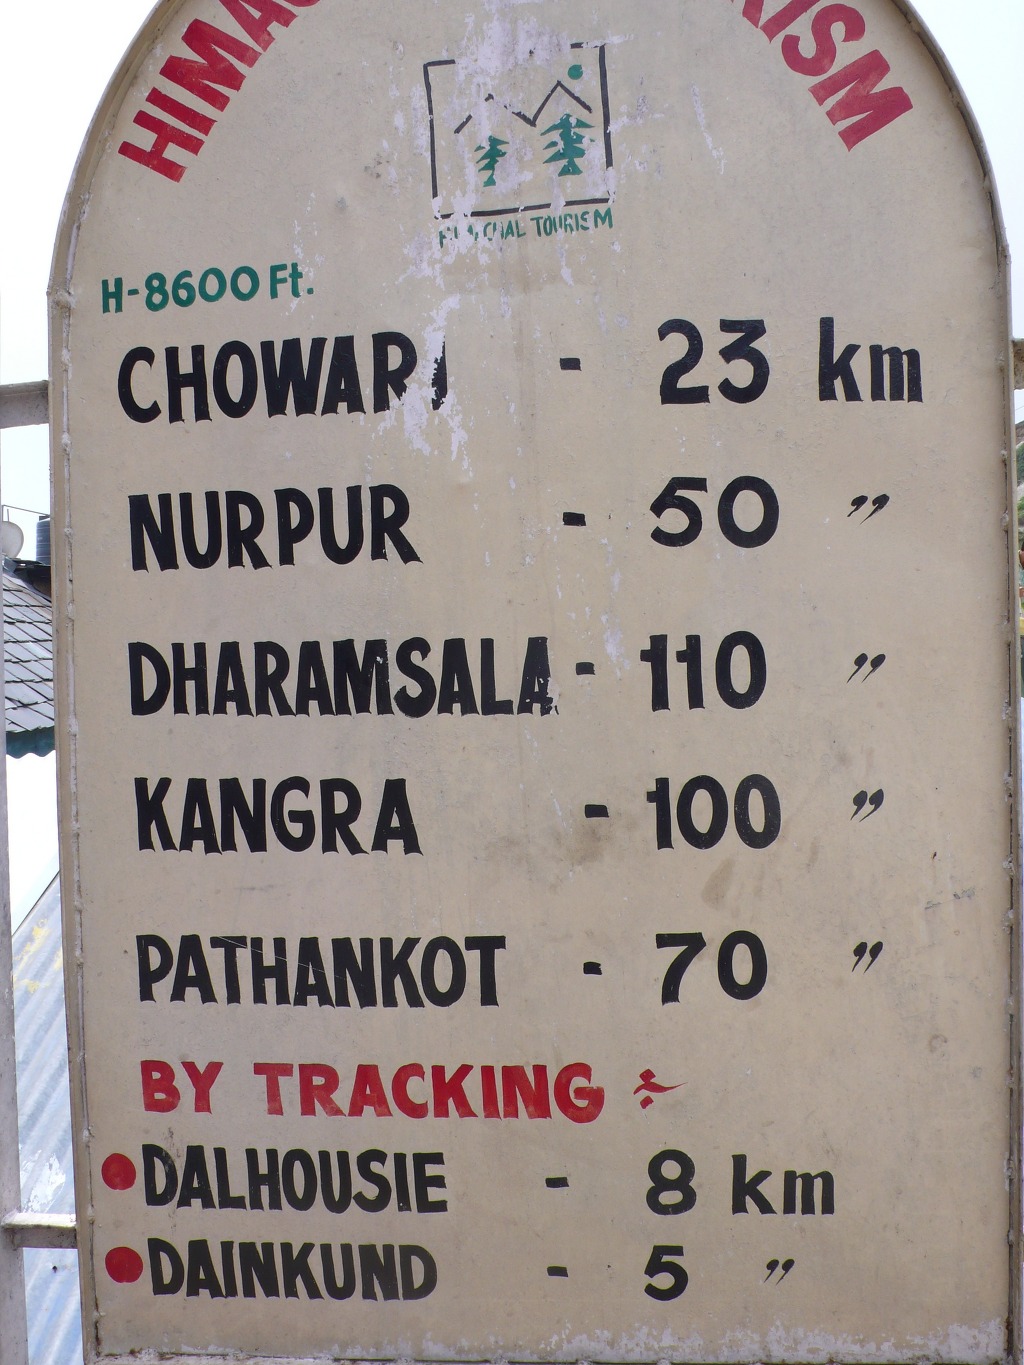 H-8600 Ft.
CHOWARI - 23 km
NURPUR - 50 "
DHARAMSALA - 110 "
KANGRA - 100 "
PATHANKOT - 70 "
BY TRACKING :-
DALHOUSIE - 8 km
DAINKUND - 5 "